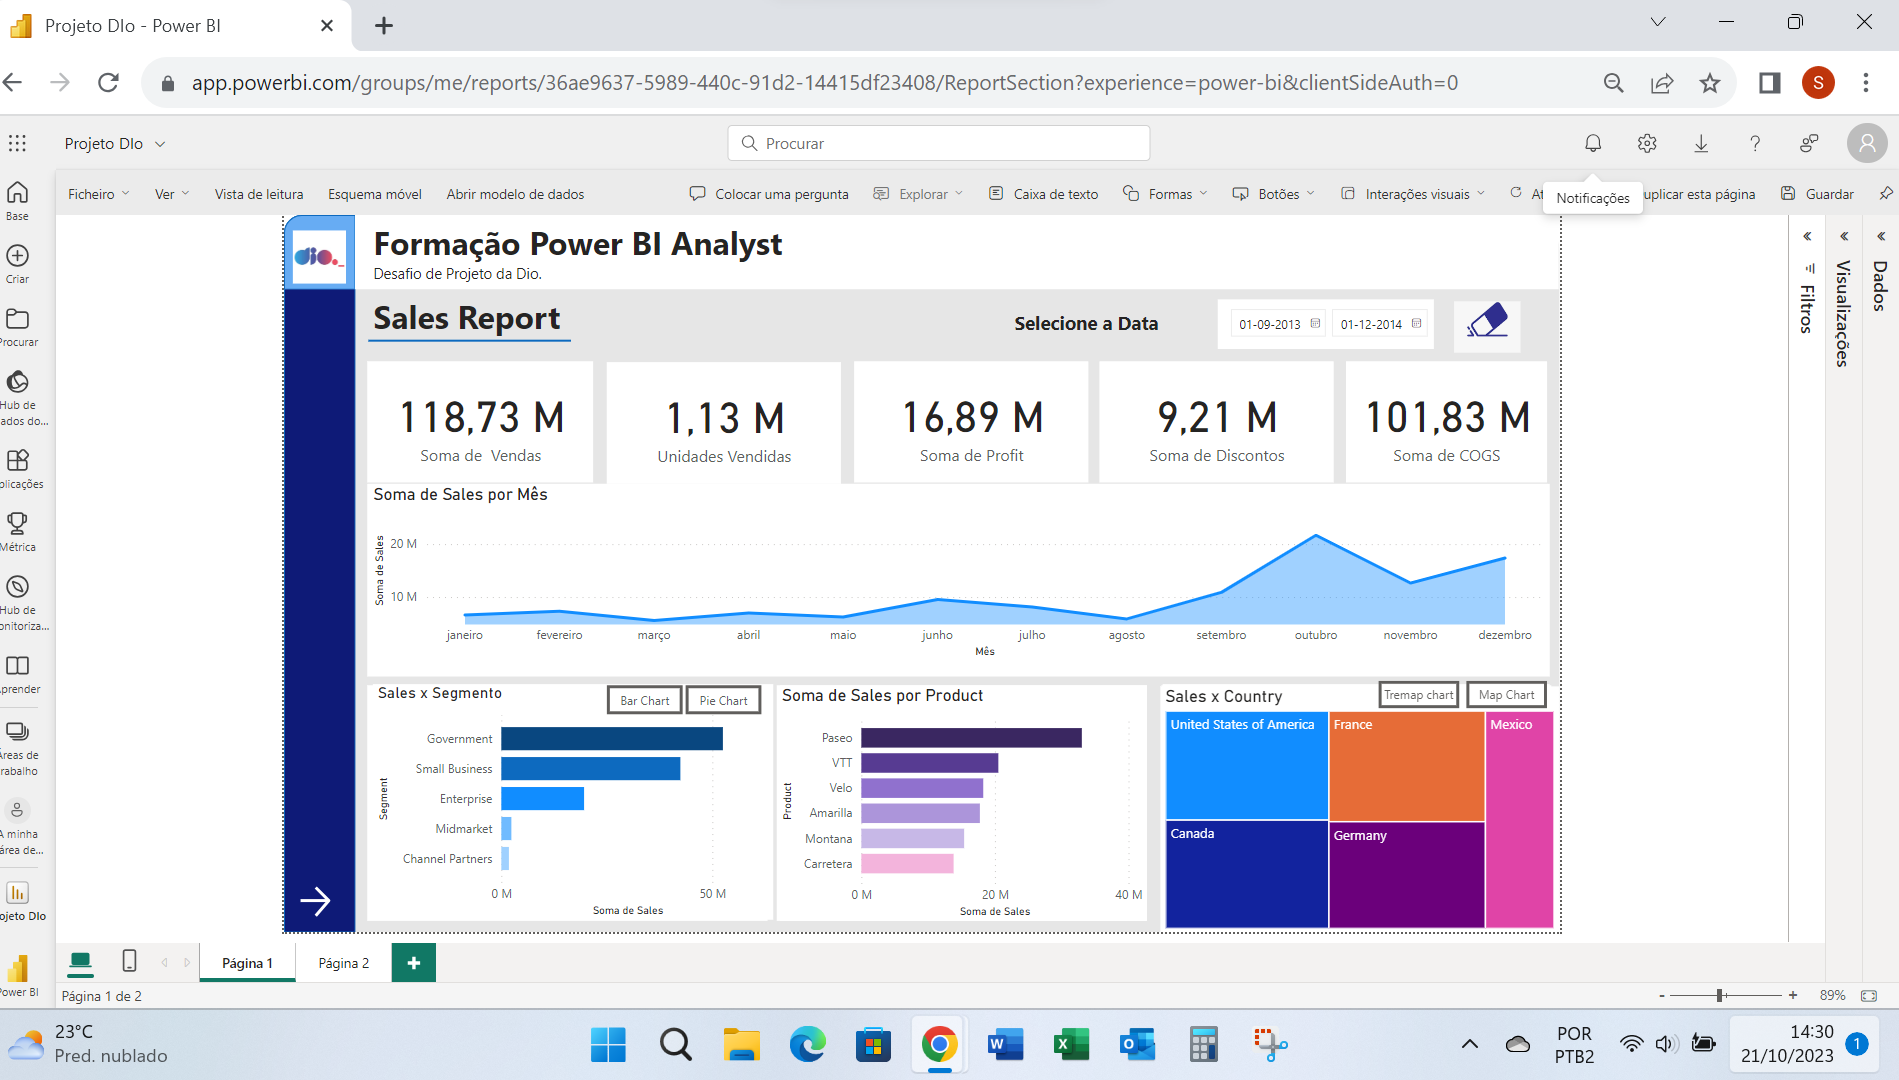 Projeto DIo - Power BI
app.powerbi.com/groups/me/reports/36ae9637-5989-440c-91d2-14415df23408/ReportSection?experience=power-bi&clientSideAuth=0
S
Projeto DIo
Procurar
Ficheiro
Ver
Vista de leitura
Esquema móvel
Abrir modelo de dados
Colocar uma pergunta
Explorar
Caixa de texto
Formas
Botões
Interações visuais
At
Notificações
uplicar esta página
Guardar
Base
Criar
Procurar
Hub de
ados do...
plicações
Métrica
Hub de
onitoriza...
prender
Áreas de
rabalho
A minha
área de...
ojeto DIo
Power BI
dio.
Formação Power BI Analyst
Desafio de Projeto da Dio.
Sales Report
Selecione a Data
01-09-2013
01-12-2014
118,73 M
Soma de Vendas
1,13 M
Unidades Vendidas
16,89 M
Soma de Profit
9,21 M
Soma de Discontos
101,83 M
Soma de COGS
Soma de Sales por Mês
Soma de Sales
20 M
10 M
janeiro
fevereiro
março
abril
maio
junho
julho
agosto
setembro
outubro
novembro
dezembro
Mês
Sales x Segmento
Bar Chart
Pie Chart
Segment
Government
Small Business
Enterprise
Midmarket
Channel Partners
0 M
50 M
Soma de Sales
Soma de Sales por Product
Product
Paseo
VTT
Velo
Amarilla
Montana
Carretera
0 M
20 M
40 M
Soma de Sales
Sales x Country
Tremap chart
Map Chart
United States of America
France
Mexico
Canada
Germany
Filtros
Visualizações
Dados
Página 1
Página 2
Página 1 de 2
89%
23°C
Pred. nublado
POR
PTB2
14:30
21/10/2023
1